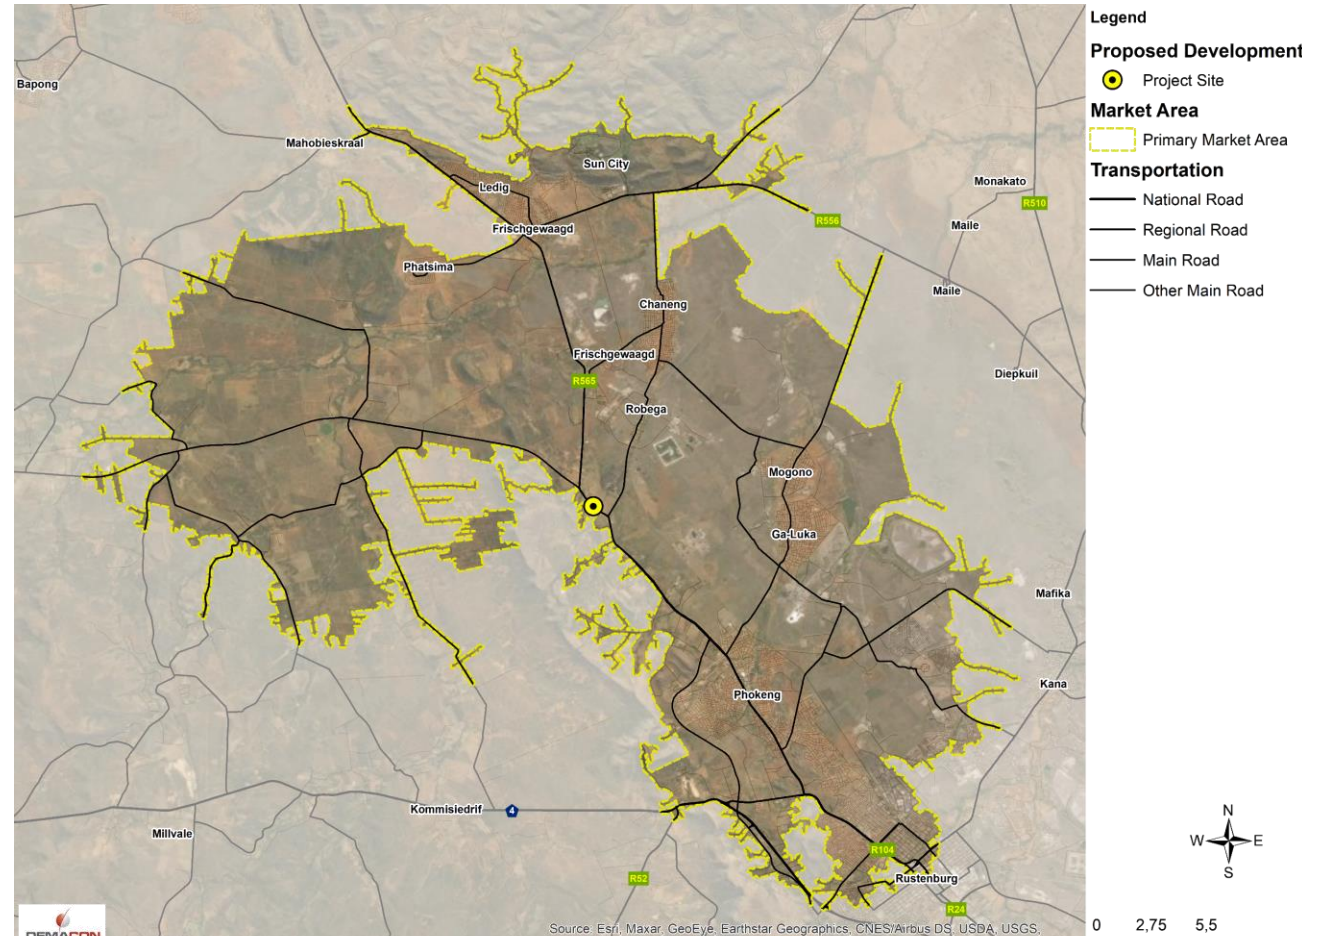 Legend
Proposed Development
Project Site
Market Area
Primary Market Area
Transportation
National Road
Regional Road
Main Road
Other Main Road
Bapong
Mahobieskraal
Sun City
Ledig
Monakato
R510
R556
Maile
Frischgewaagd
Phatsima
Maile
Chaneng
Frischgewaagd
R565
Diepkuil
Robega
Mogono
Ga-Luka
Mafika
Kana
Phokeng
Kommisiedrif
4
Millvale
R104
R52
Rustenburg
R24
N
W
E
S
0 2,75 5,5
Source: Esri, Maxar, GeoEye, Earthstar Geographics, CNES/Airbus DS, USDA, USGS,
DEMACON